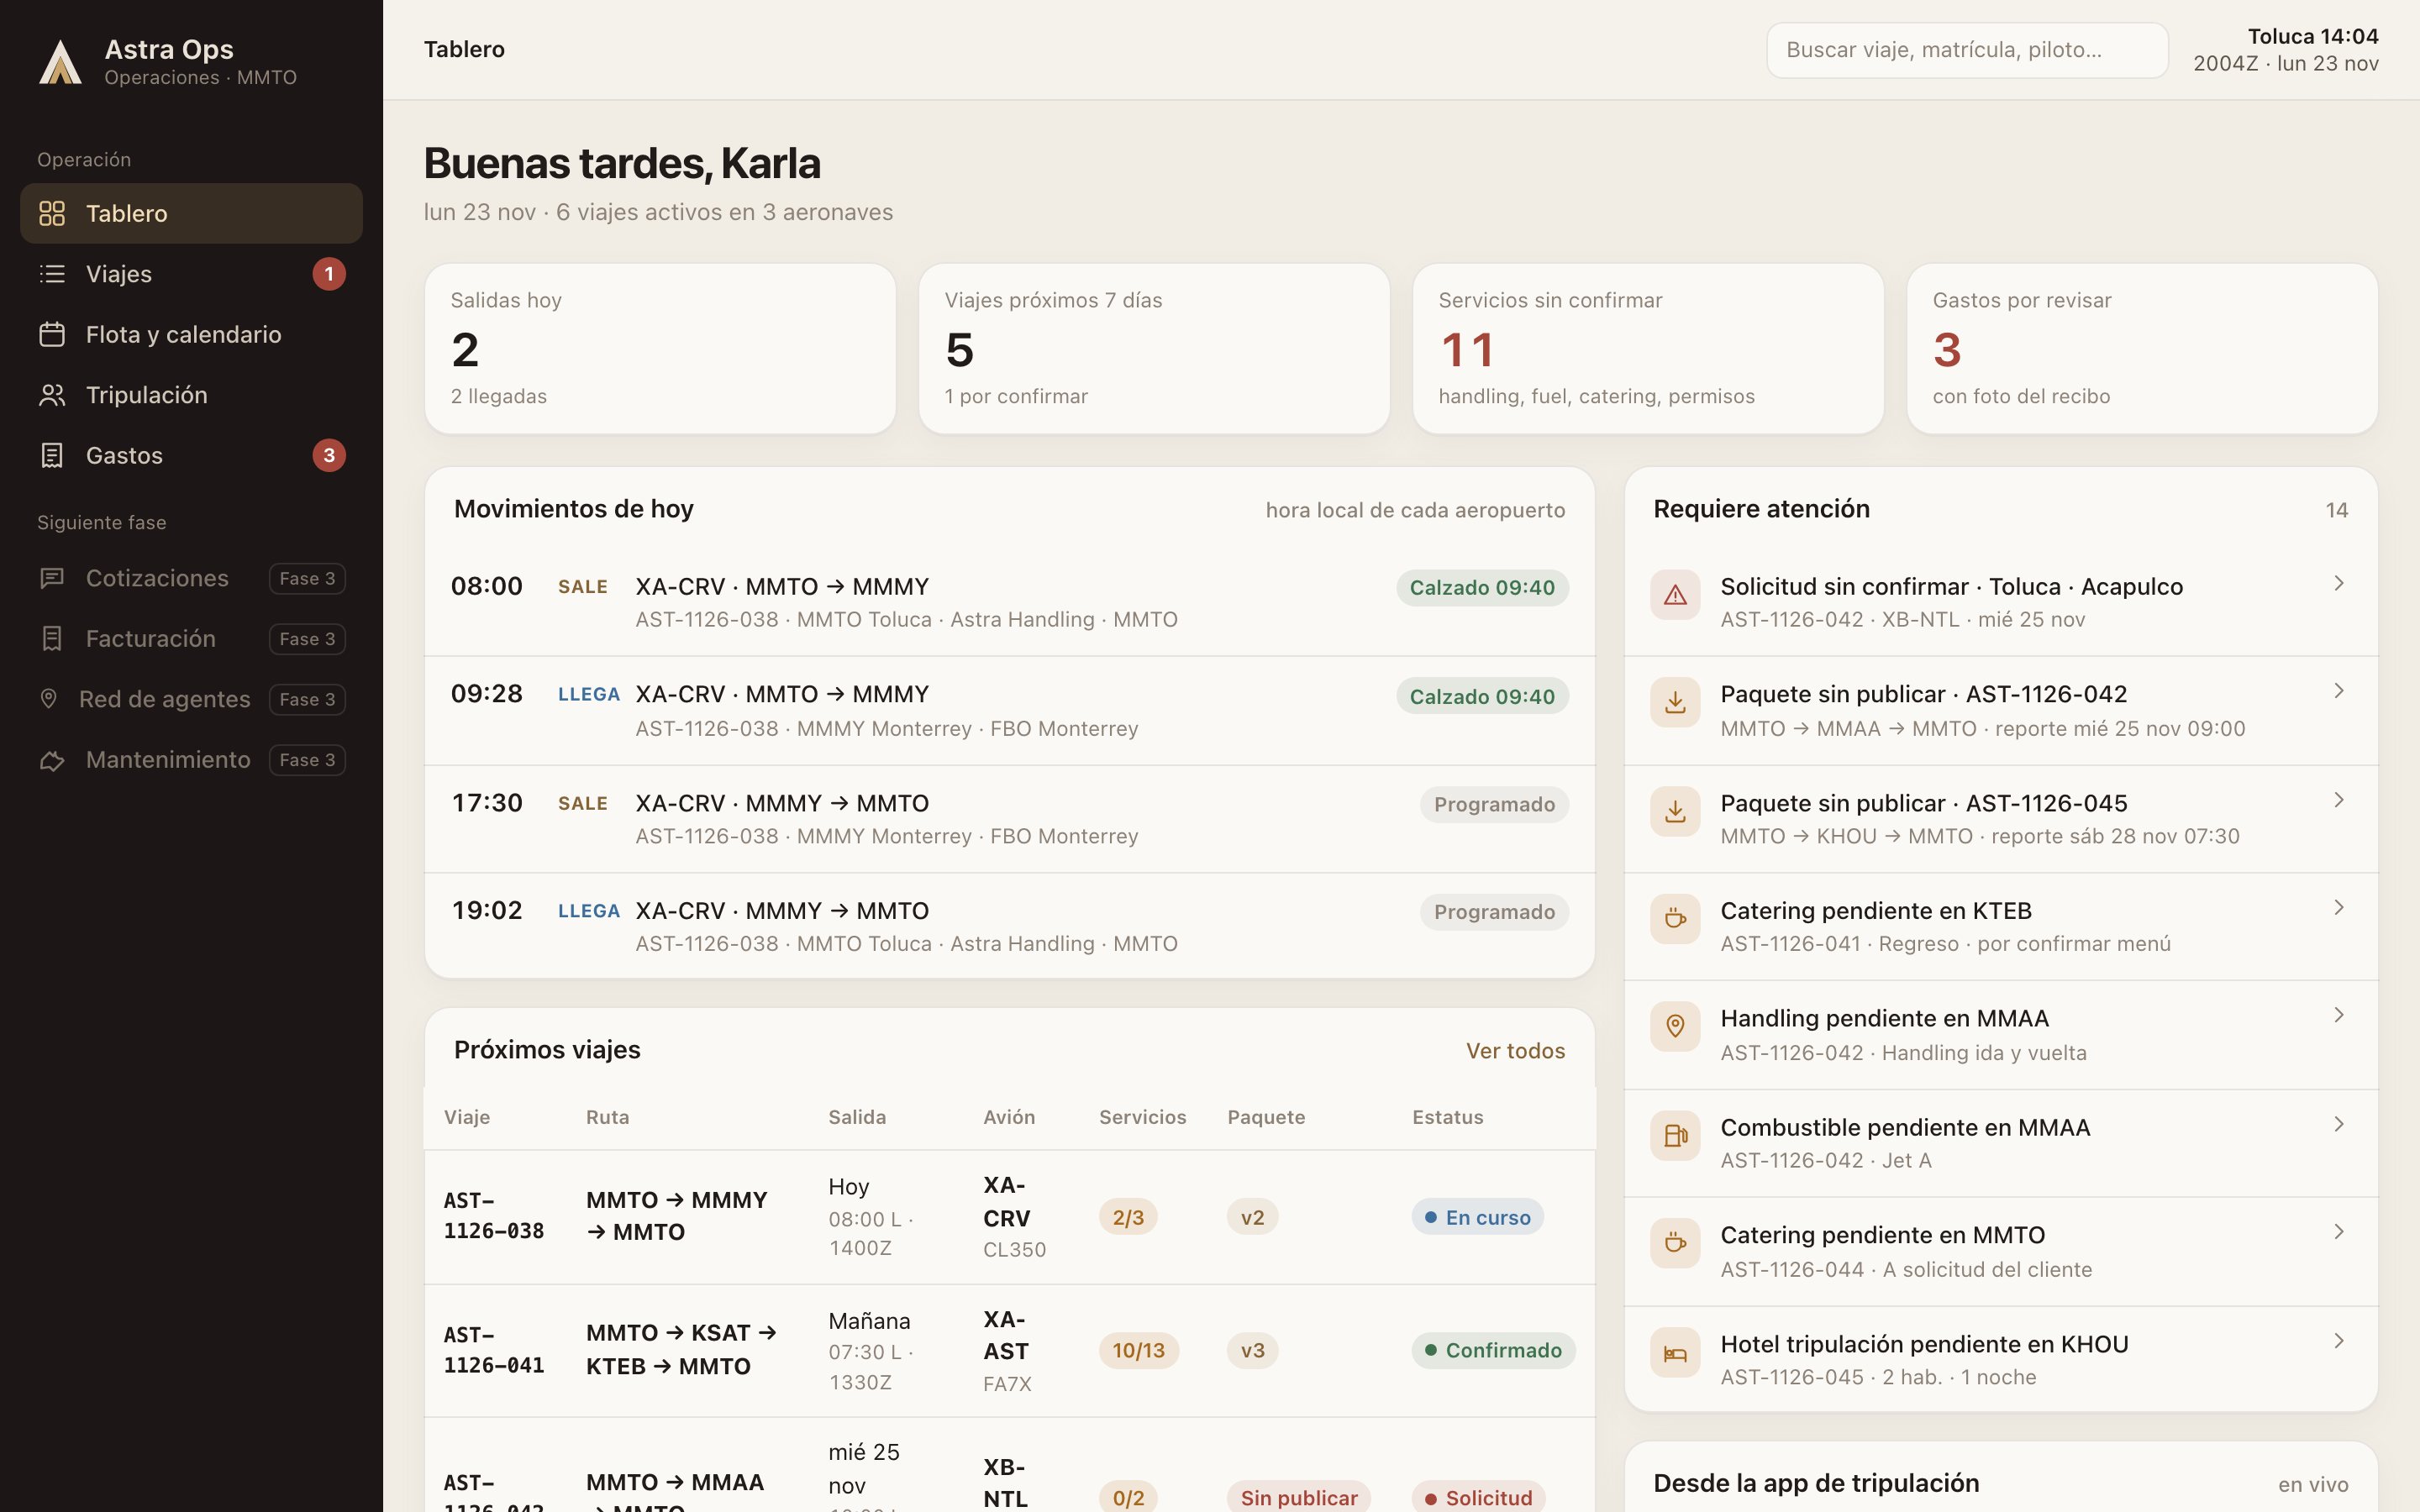 Astra Ops
Operaciones · MMTO
Operación
Tablero
Viajes 1
Flota y calendario
Tripulación
Gastos 3
Siguiente fase
Cotizaciones Fase 3
Facturación Fase 3
Red de agentes Fase 3
Mantenimiento Fase 3
Tablero
Buscar viaje, matrícula, piloto...
Toluca 14:04
2004Z · lun 23 nov
Buenas tardes, Karla
lun 23 nov · 6 viajes activos en 3 aeronaves
Salidas hoy
2
2 llegadas
Viajes próximos 7 días
5
1 por confirmar
Servicios sin confirmar
11
handling, fuel, catering, permisos
Gastos por revisar
3
con foto del recibo
Movimientos de hoy hora local de cada aeropuerto
08:00 SALE XA-CRV · MMTO → MMMY Calzado 09:40
AST-1126-038 · MMTO Toluca · Astra Handling · MMTO
09:28 LLEGA XA-CRV · MMTO → MMMY Calzado 09:40
AST-1126-038 · MMMY Monterrey · FBO Monterrey
17:30 SALE XA-CRV · MMMY → MMTO Programado
AST-1126-038 · MMMY Monterrey · FBO Monterrey
19:02 LLEGA XA-CRV · MMMY → MMTO Programado
AST-1126-038 · MMTO Toluca · Astra Handling · MMTO
Próximos viajes Ver todos
Viaje Ruta Salida Avión Servicios Paquete Estatus
AST-
1126-038
MMTO → MMMY
→ MMTO
Hoy
08:00 L ·
1400Z
XA-
CRV
CL350
2/3
v2
En curso
AST-
1126-041
MMTO → KSAT →
KTEB → MMTO
Mañana
07:30 L ·
1330Z
XA-
AST
FA7X
10/13
v3
Confirmado
AST-
MMTO → MMAA
mié 25
nov
XB-
NTL
0/2
Sin publicar
Solicitud
Requiere atención 14
Solicitud sin confirmar · Toluca · Acapulco
AST-1126-042 · XB-NTL · mié 25 nov
Paquete sin publicar · AST-1126-042
MMTO → MMAA → MMTO · reporte mié 25 nov 09:00
Paquete sin publicar · AST-1126-045
MMTO → KHOU → MMTO · reporte sáb 28 nov 07:30
Catering pendiente en KTEB
AST-1126-041 · Regreso · por confirmar menú
Handling pendiente en MMAA
AST-1126-042 · Handling ida y vuelta
Combustible pendiente en MMAA
AST-1126-042 · Jet A
Catering pendiente en MMTO
AST-1126-044 · A solicitud del cliente
Hotel tripulación pendiente en KHOU
AST-1126-045 · 2 hab. · 1 noche
Desde la app de tripulación en vivo